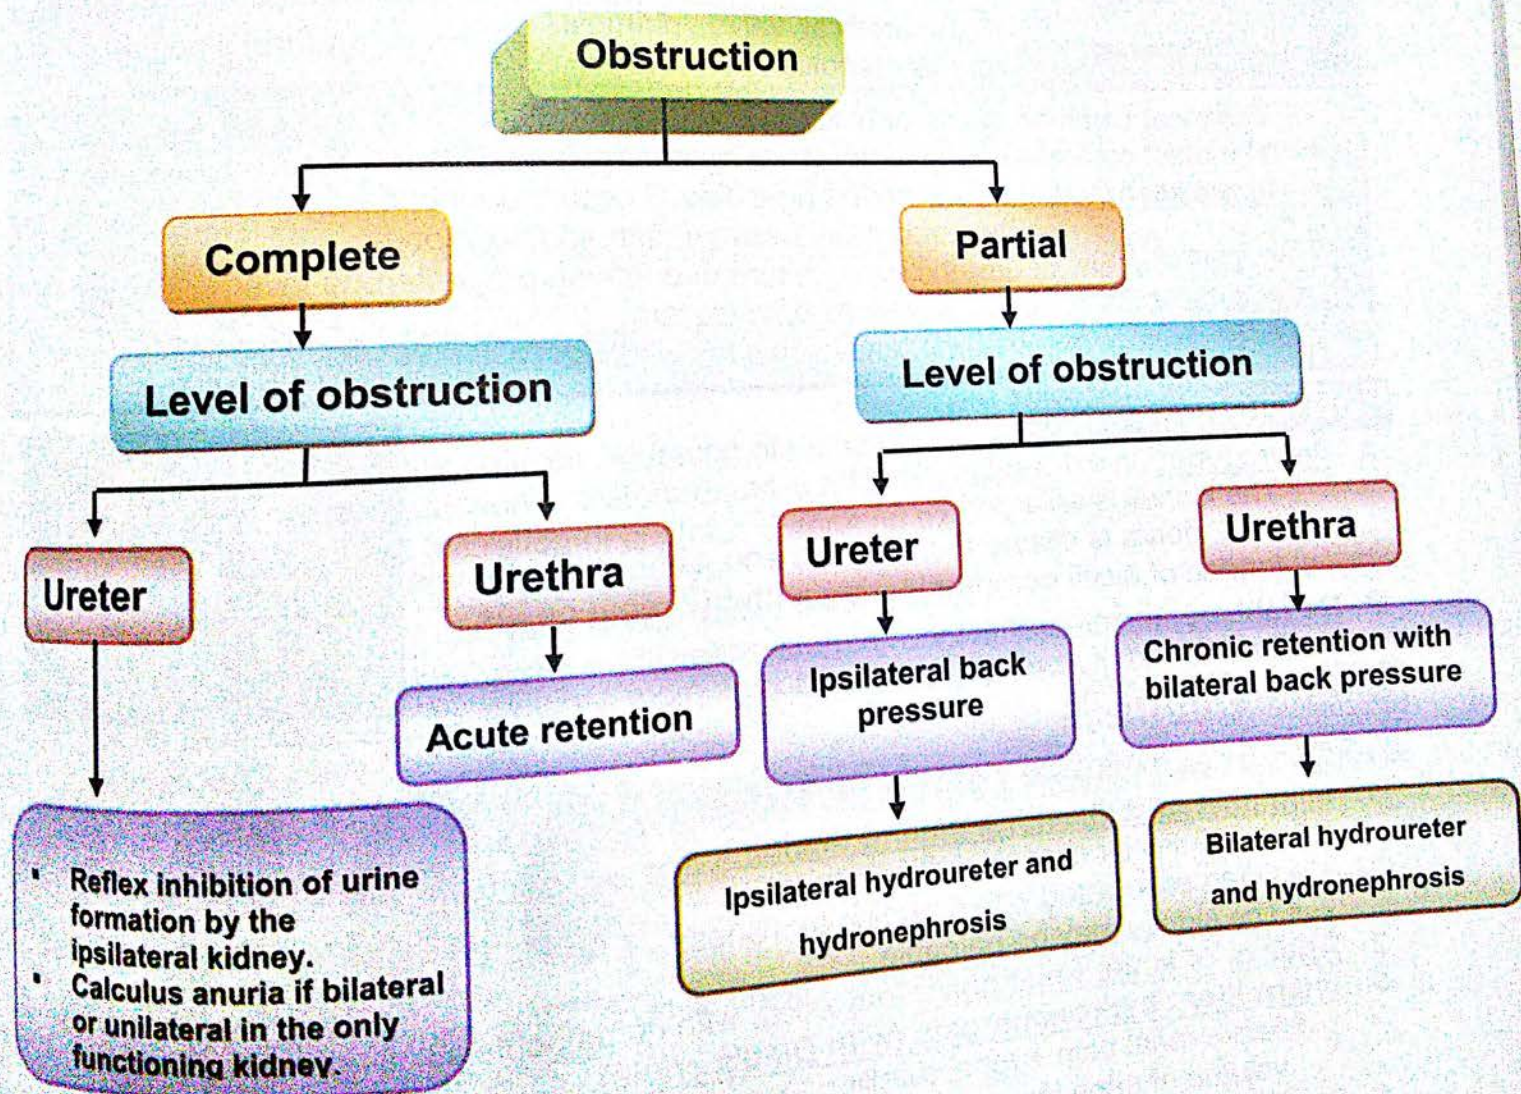 Obstruction
Complete
Partial
Level of obstruction
Level of obstruction
Ureter
Urethra
Ureter
Urethra
Acute retention
Ipsilateral back
pressure
Chronic retention with
bilateral back pressure
▪ Reflex inhibition of urine
formation by the
ipsilateral kidney.
▪ Calculus anuria if bilateral
or unilateral in the only
functioning kidney.
Ipsilateral hydroureter and
hydronephrosis
Bilateral hydroureter
and hydronephrosis